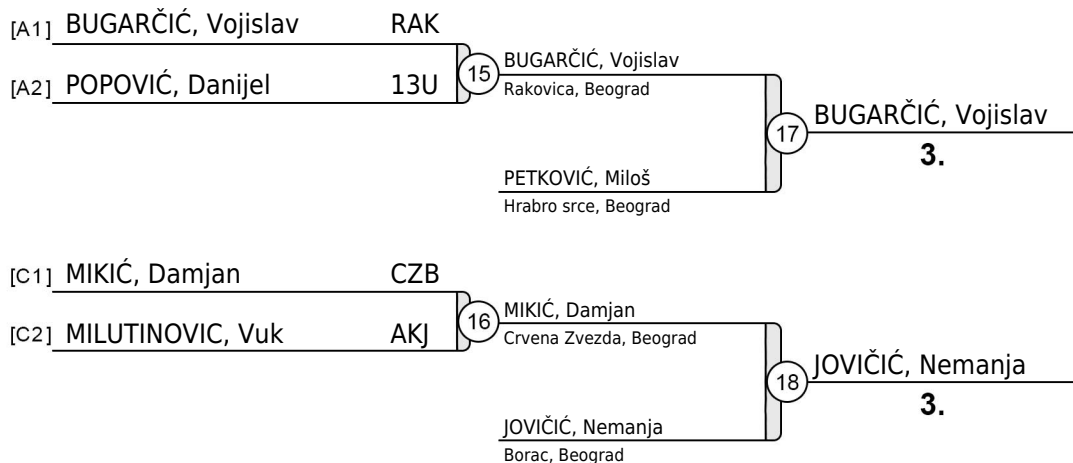 [A1] BUGARČIĆ, Vojislav RAK
[A2] POPOVIĆ, Danijel 13U
15
BUGARČIĆ, Vojislav
Rakovica, Beograd
17
BUGARČIĆ, Vojislav
3.
PETKOVIĆ, Miloš
Hrabro srce, Beograd
[C1] MIKIĆ, Damjan CZB
[C2] MILUTINOVIC, Vuk AKJ
16
MIKIĆ, Damjan
Crvena Zvezda, Beograd
18
JOVIČIĆ, Nemanja
3.
JOVIČIĆ, Nemanja
Borac, Beograd